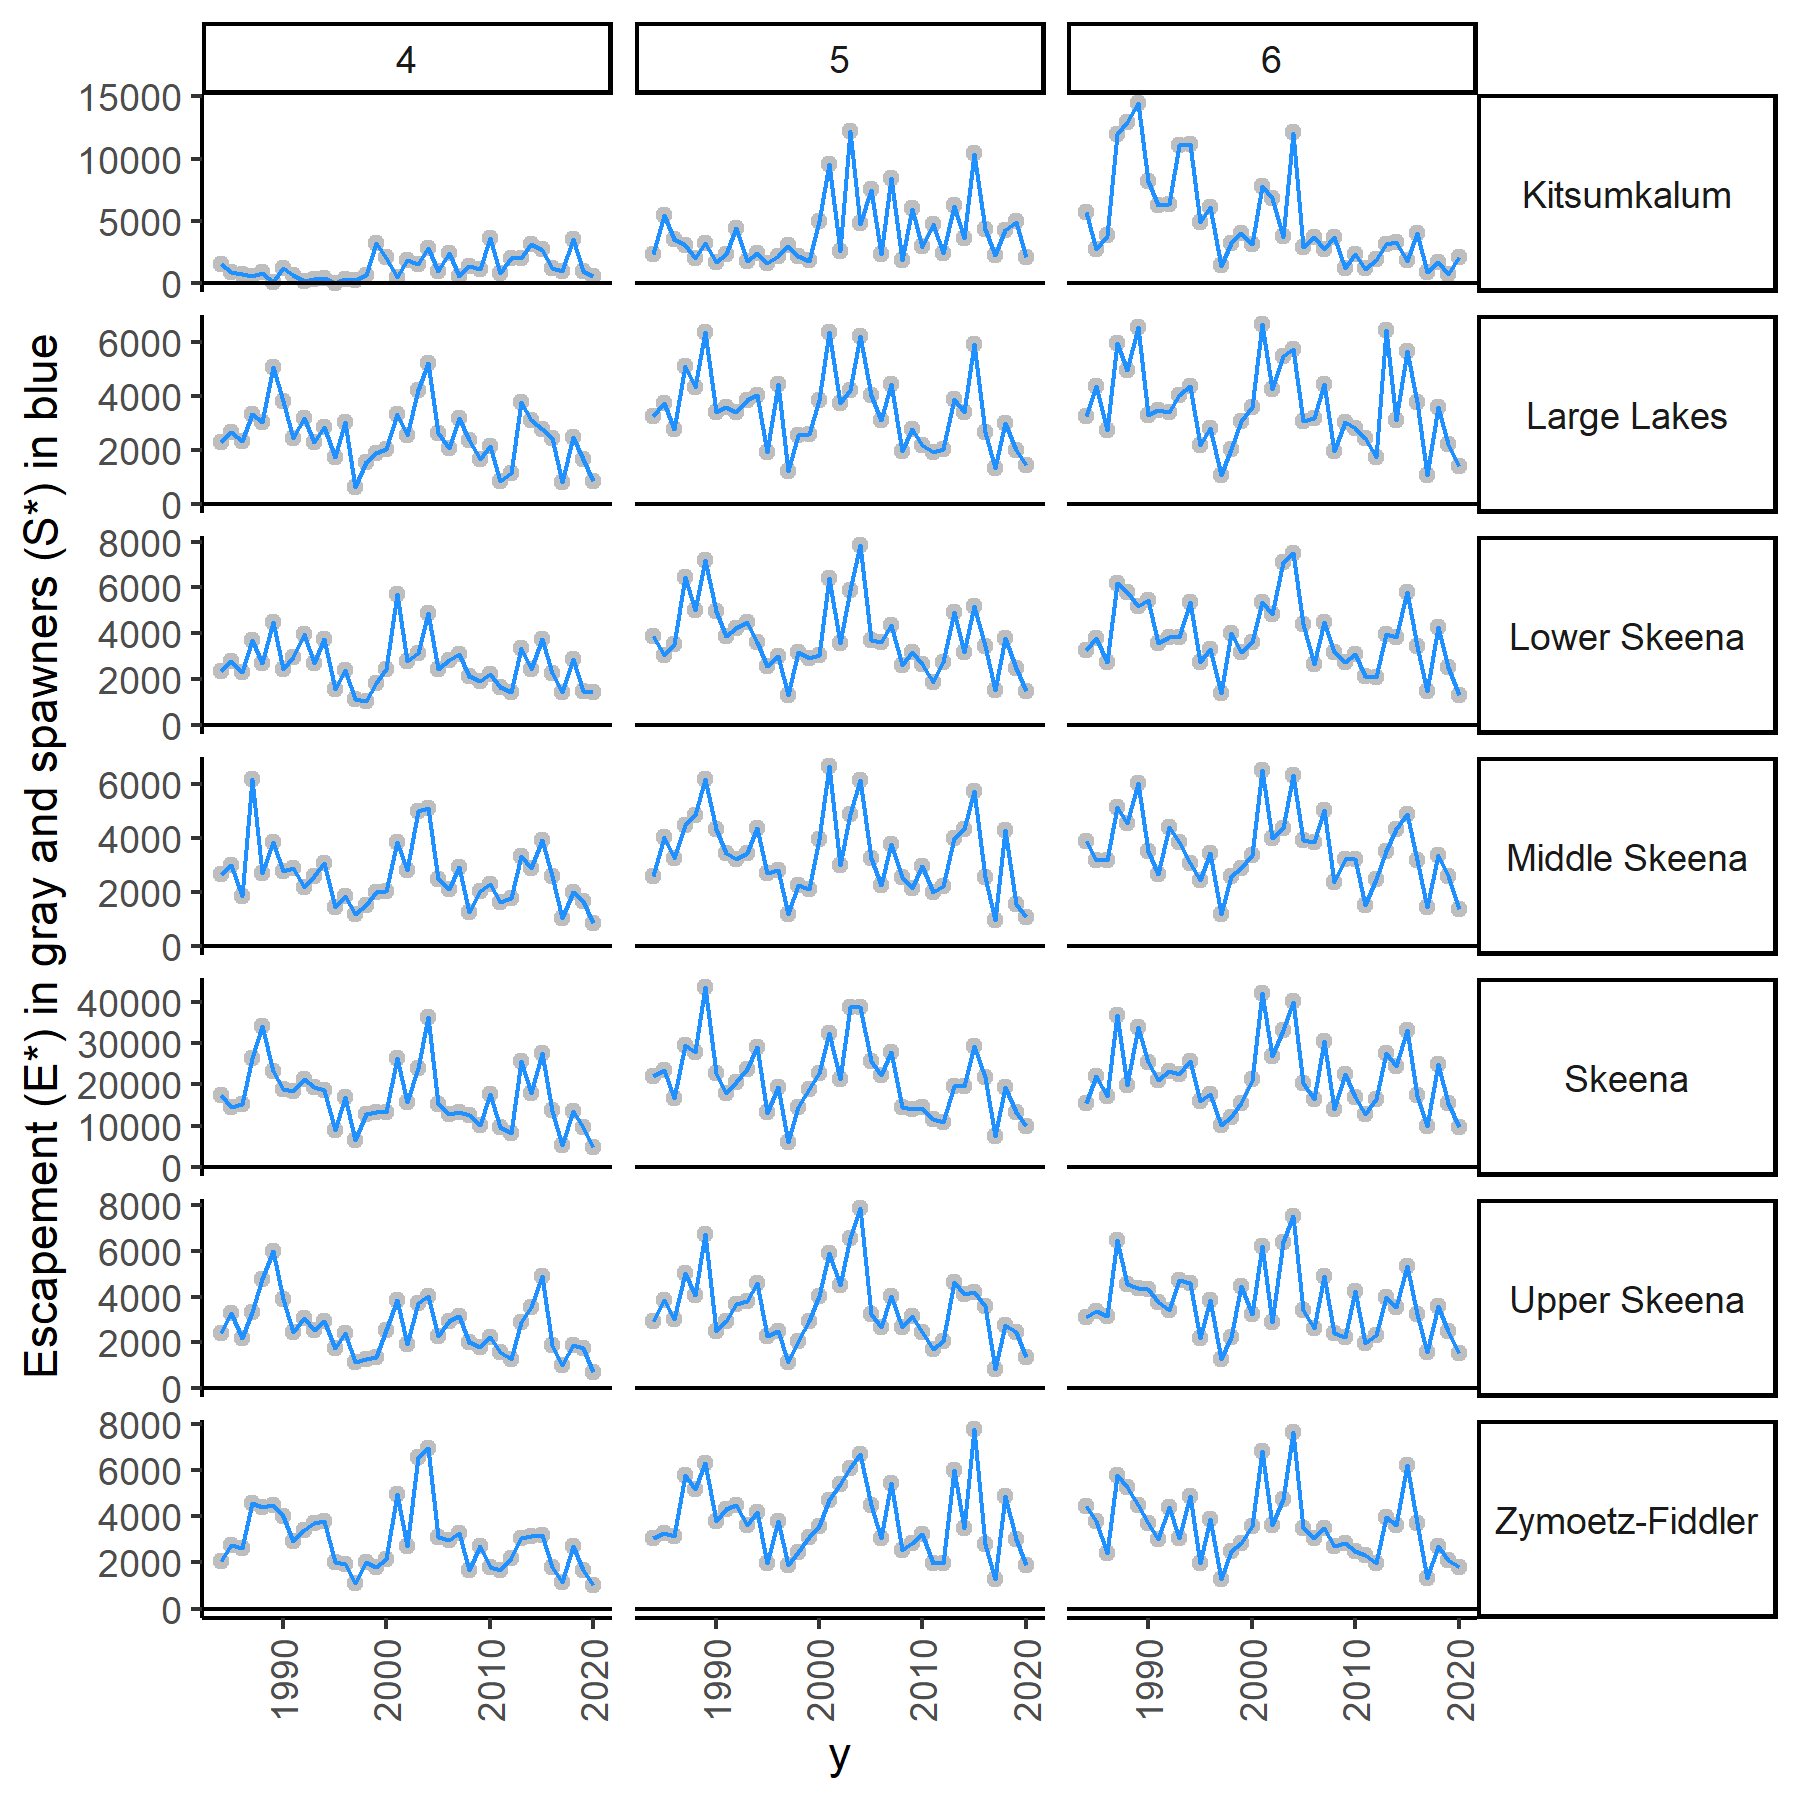 4 5 6
15000
10000
5000
0
Kitsumkalum
6000
4000
2000
0
Large Lakes
8000
6000
4000
2000
0
Lower Skeena
6000
4000
2000
0
Middle Skeena
40000
30000
20000
10000
0
Skeena
8000
6000
4000
2000
0
Upper Skeena
8000
6000
4000
2000
0
Zymoetz-Fiddler
Escapement (E*) in gray and spawners (S*) in blue
1990 2000 2010 2020 1990 2000 2010 2020 1990 2000 2010 2020
y